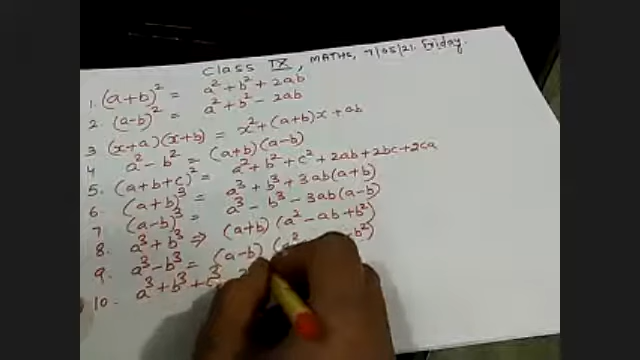 Class IX, MATHS, 7/05/21. Friday.
1. (a+b)² = a² + b² + 2ab
2. (a-b)² = a² + b² - 2ab
3 (x+a)(x+b) = x² + (a+b)x + ab
4 a² - b² = (a+b)(a-b)
5. (a+b+c)² = a² + b² + c² + 2ab + 2bc + 2ca
6. (a+b)³ = a³ + b³ + 3ab(a+b)
7 (a-b)³ = a³ - b³ - 3ab(a-b)
8. a³ + b³ ⇒ (a+b) (a² - ab + b²)
9. a³ - b³ = (a-b) (a² b²)
10. a³ + b³ + c³